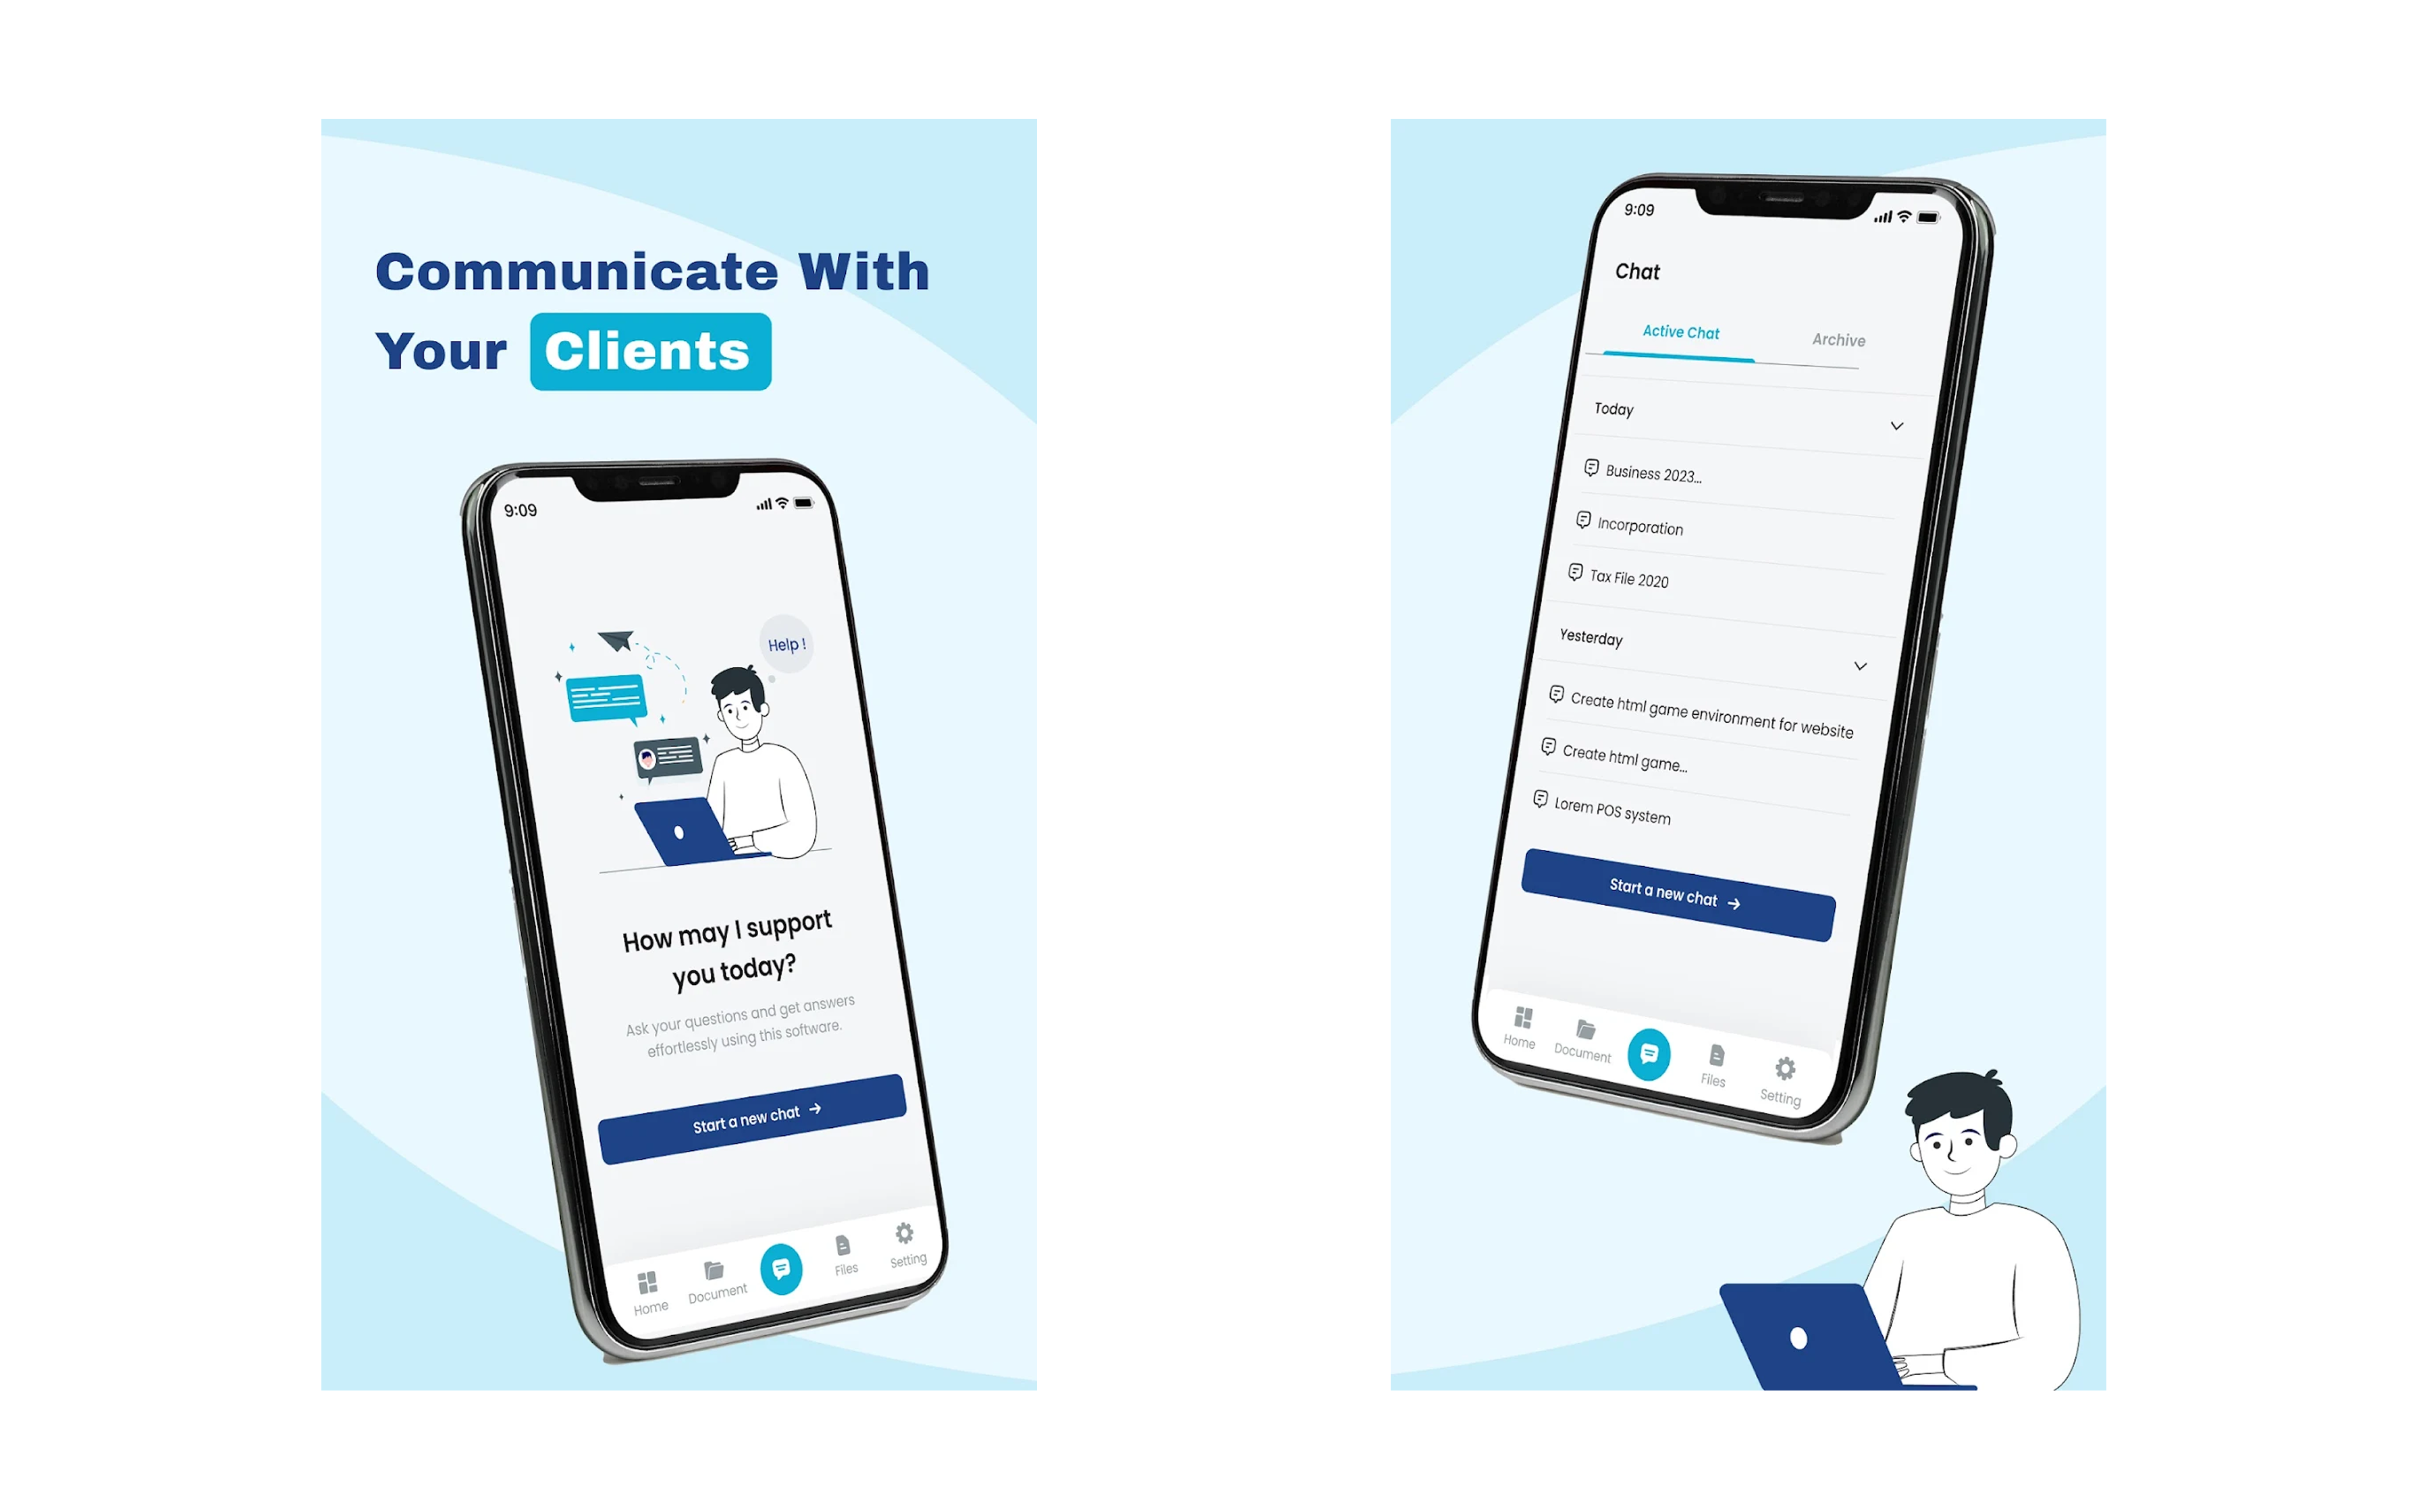 Communicate With
Your Clients
9:09
Help !
How may I support
you today?
Ask your questions and get answers
effortlessly using this software.
Start a new chat
Home
Document
Files
Setting
9:09
Chat
Active Chat
Archive
Today
Business 2023...
Incorporation
Tax File 2020
Yesterday
Create html game environment for website
Create html game...
Lorem POS system
Start a new chat
Home
Document
Files
Setting